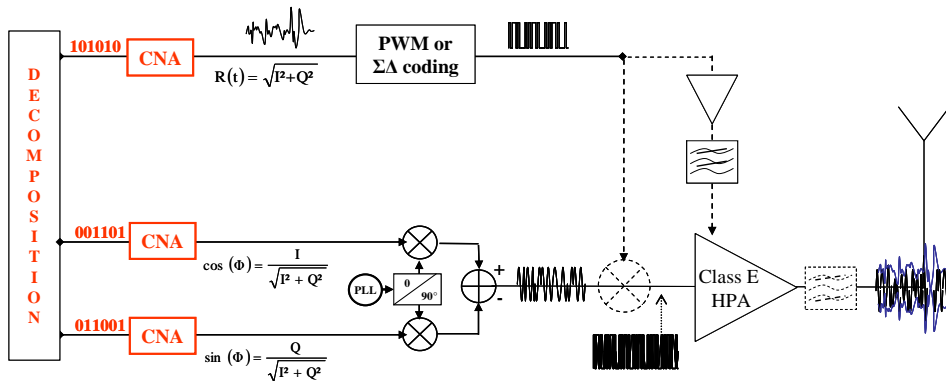 DECOMPOSITION
101010
CNA
R(t) = √I²+Q²
PWM or
ΣΔ coding
001101
CNA
cos (Φ) = I / √I² + Q²
PLL
0
90°
+
-
Class E
HPA
011001
CNA
sin (Φ) = Q / √I² + Q²